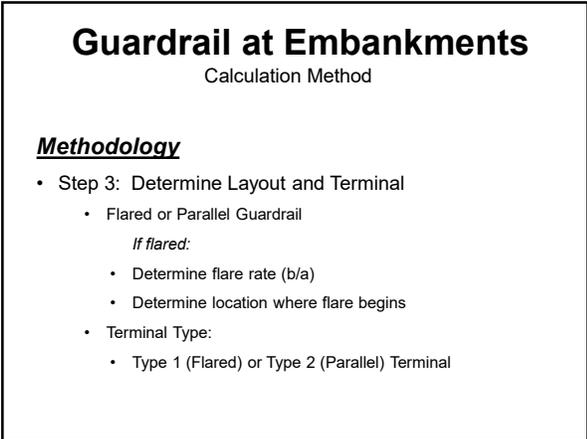 Guardrail at Embankments
Calculation Method
Methodology
• Step 3: Determine Layout and Terminal
• Flared or Parallel Guardrail
If flared:
• Determine flare rate (b/a)
• Determine location where flare begins
• Terminal Type:
• Type 1 (Flared) or Type 2 (Parallel) Terminal